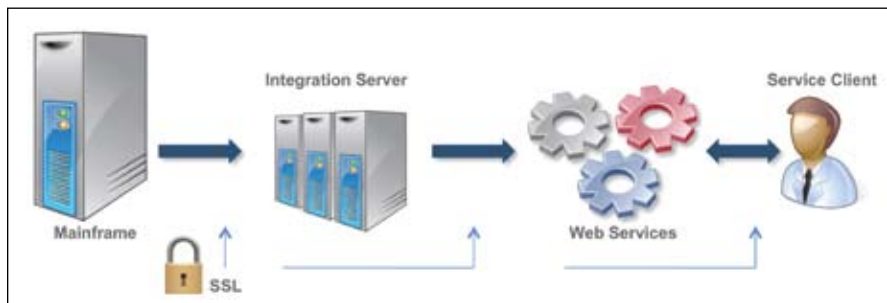 Integration Server
Service Client
Mainframe
Web Services
SSL